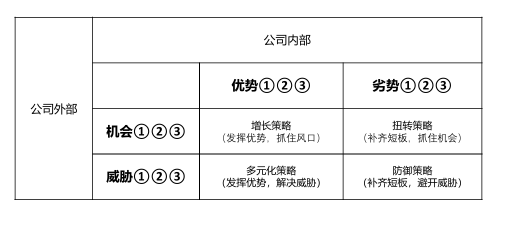 公司内部
公司外部
优势①②③
劣势①②③
机会①②③
增长策略
（发挥优势，抓住风口）
扭转策略
（补齐短板，抓住机会）
威胁①②③
多元化策略
（发挥优势，解决威胁）
防御策略
（补齐短板，避开威胁）